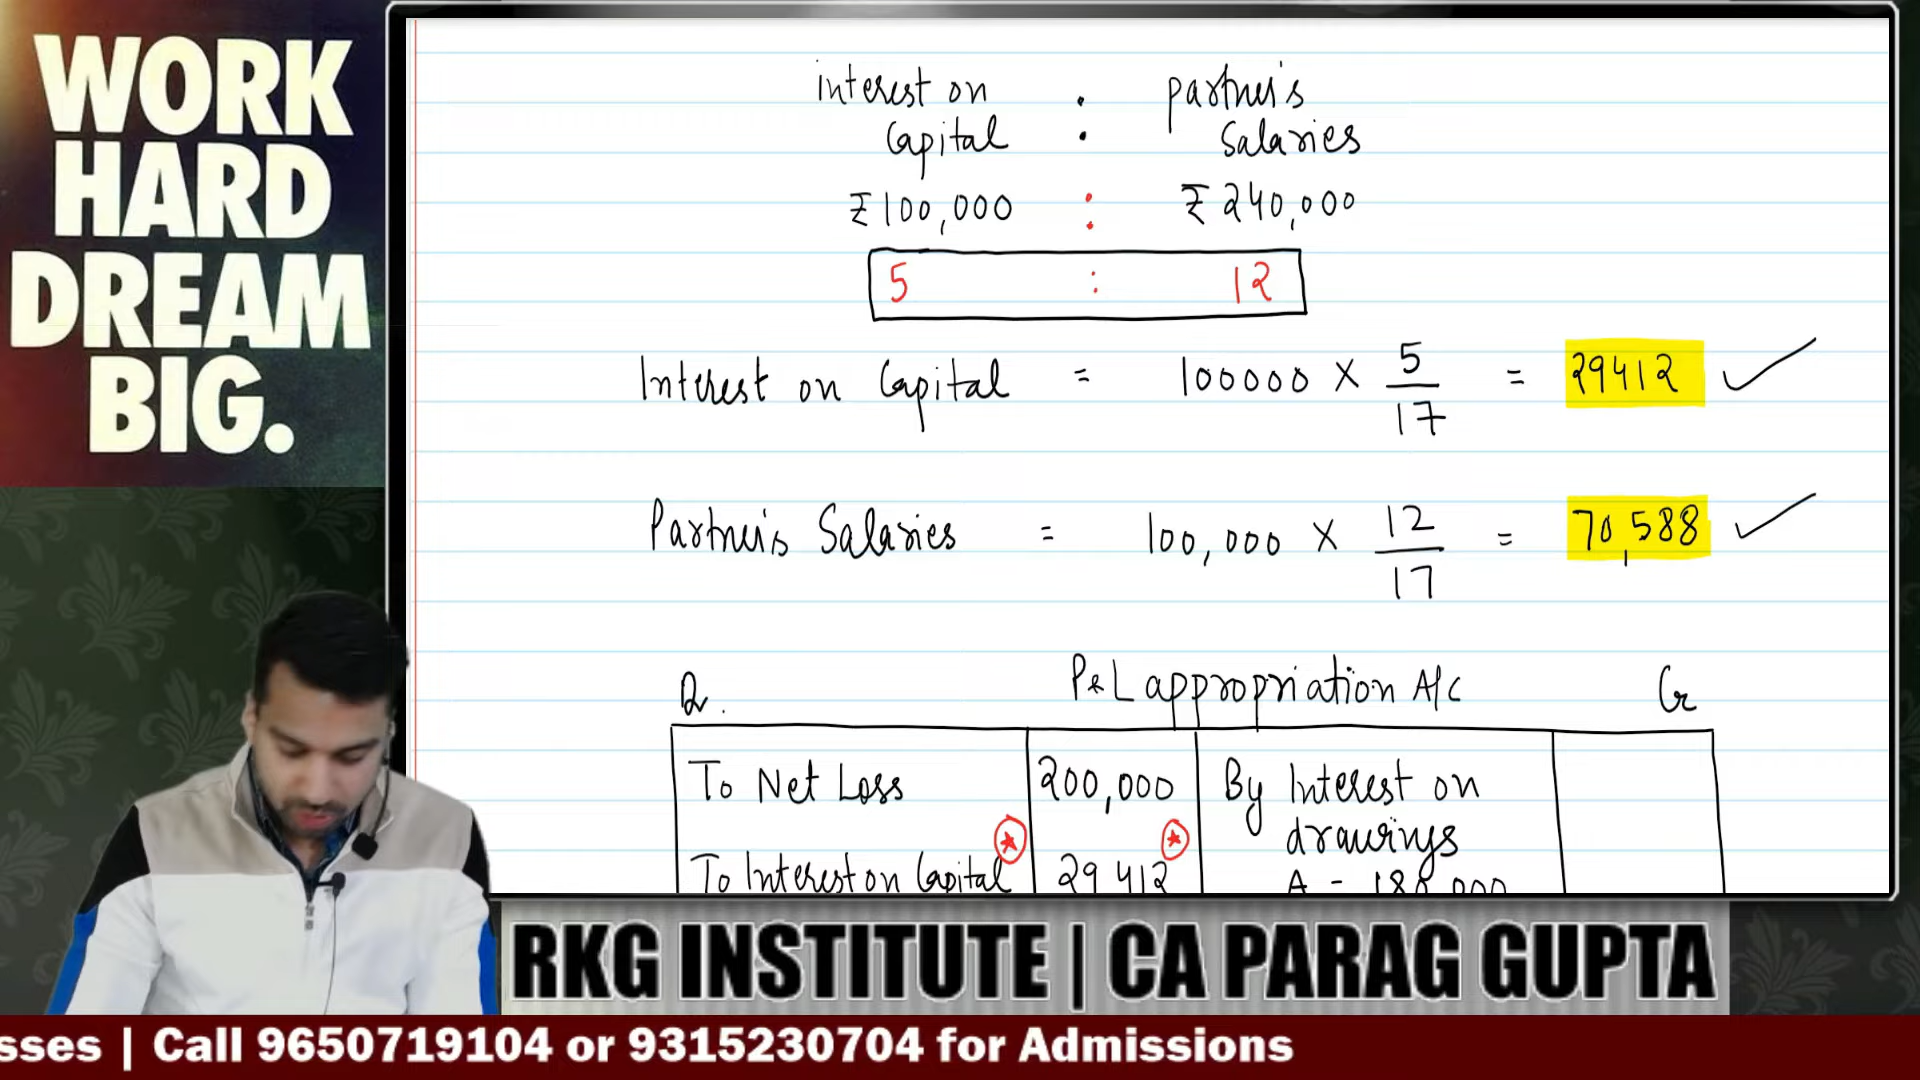 WORK
HARD
DREAM
BIG.
interest on : partner's
Capital : Salaries
₹100,000 : ₹240,000
5 : 12
Interest on Capital = 100000 × 5/17 = 29412
Partner's Salaries = 100,000 × 12/17 = 70,588
Dr. P&L appropriation A/C Cr
To Net Loss 200,000 By Interest on
drawings
To Interest on Capital 29 412 A - 180,000
RKG INSTITUTE | CA PARAG GUPTA
sses | Call 9650719104 or 9315230704 for Admissions